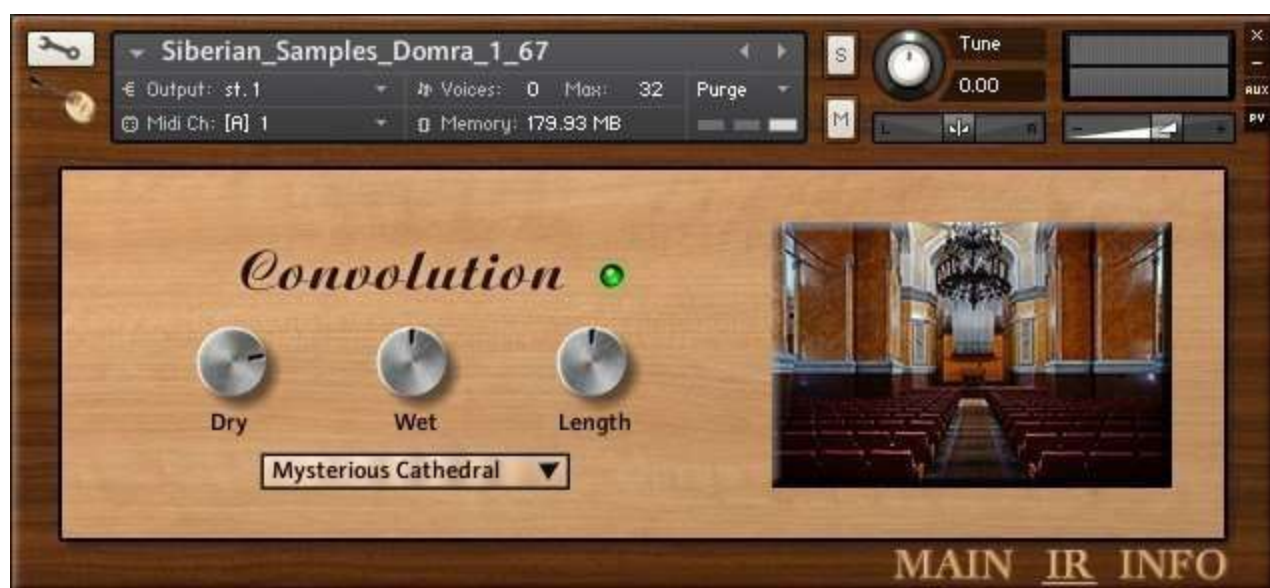 Siberian_Samples_Domra_1_67
Output: st.1 Voices: 0 Max: 32 Purge
Midi Ch: [A] 1 Memory: 179.93 MB
S
M
Tune
0.00
L R
- +
×
–
AUX
PV
Convolution
Dry Wet Length
Mysterious Cathedral
MAIN IR INFO